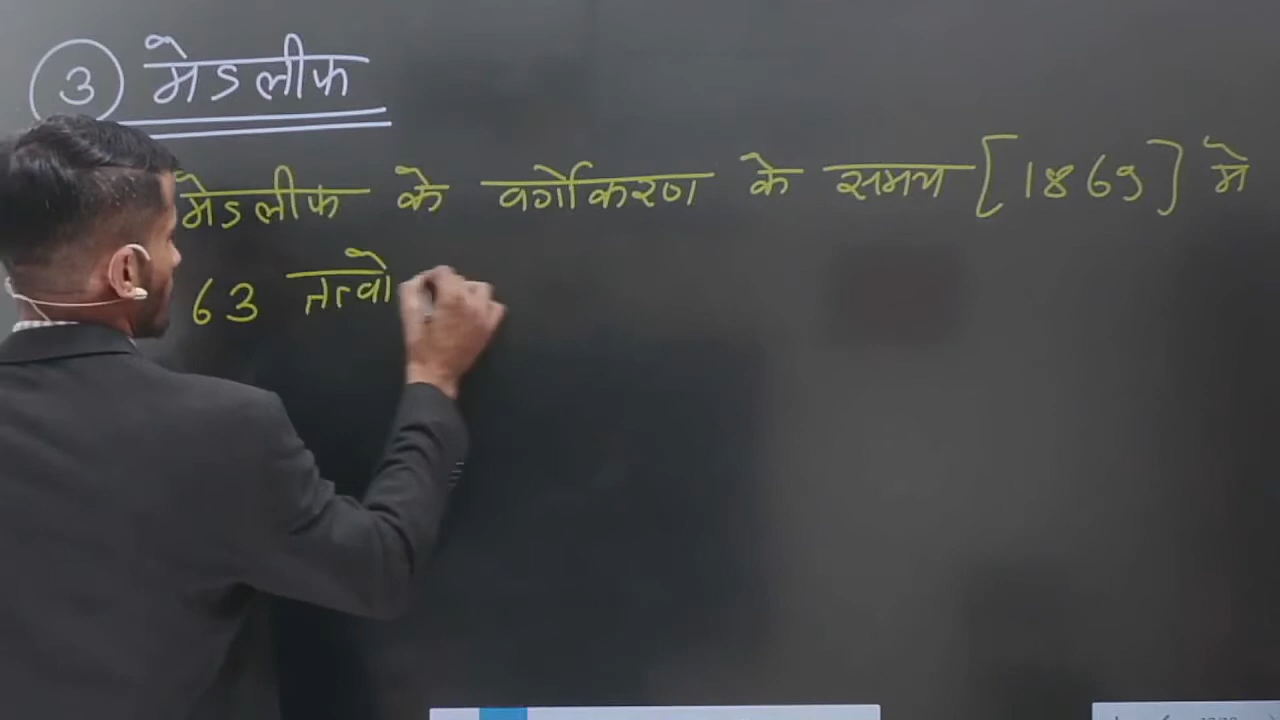 3 मेडलीफ
मेडलीफ के वर्गोकरण के समय [1869] मे
63 तत्वो